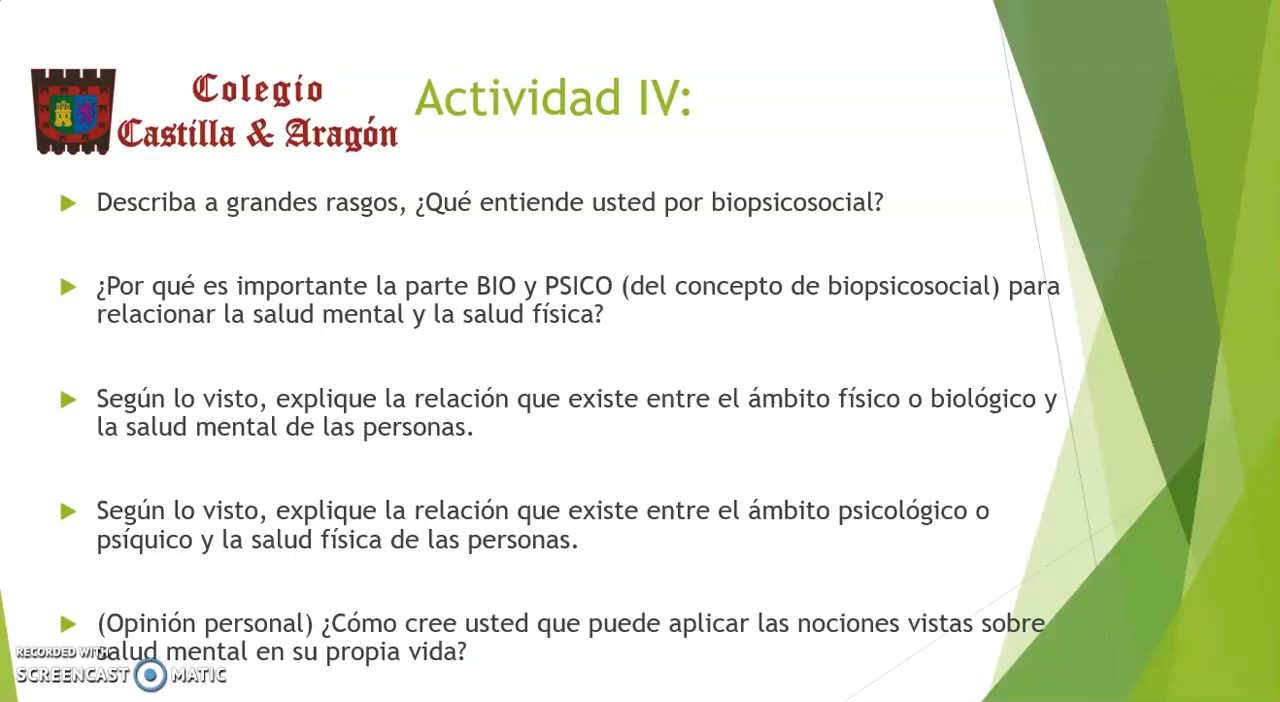 Colegio
Castilla & Aragón
Actividad IV:
Describa a grandes rasgos, ¿Qué entiende usted por biopsicosocial?
¿Por qué es importante la parte BIO y PSICO (del concepto de biopsicosocial) para
relacionar la salud mental y la salud física?
Según lo visto, explique la relación que existe entre el ámbito físico o biológico y
la salud mental de las personas.
Según lo visto, explique la relación que existe entre el ámbito psicológico o
psíquico y la salud física de las personas.
(Opinión personal) ¿Cómo cree usted que puede aplicar las nociones vistas sobre
salud mental en su propia vida?
RECORDED WITH
SCREENCAST MATIC